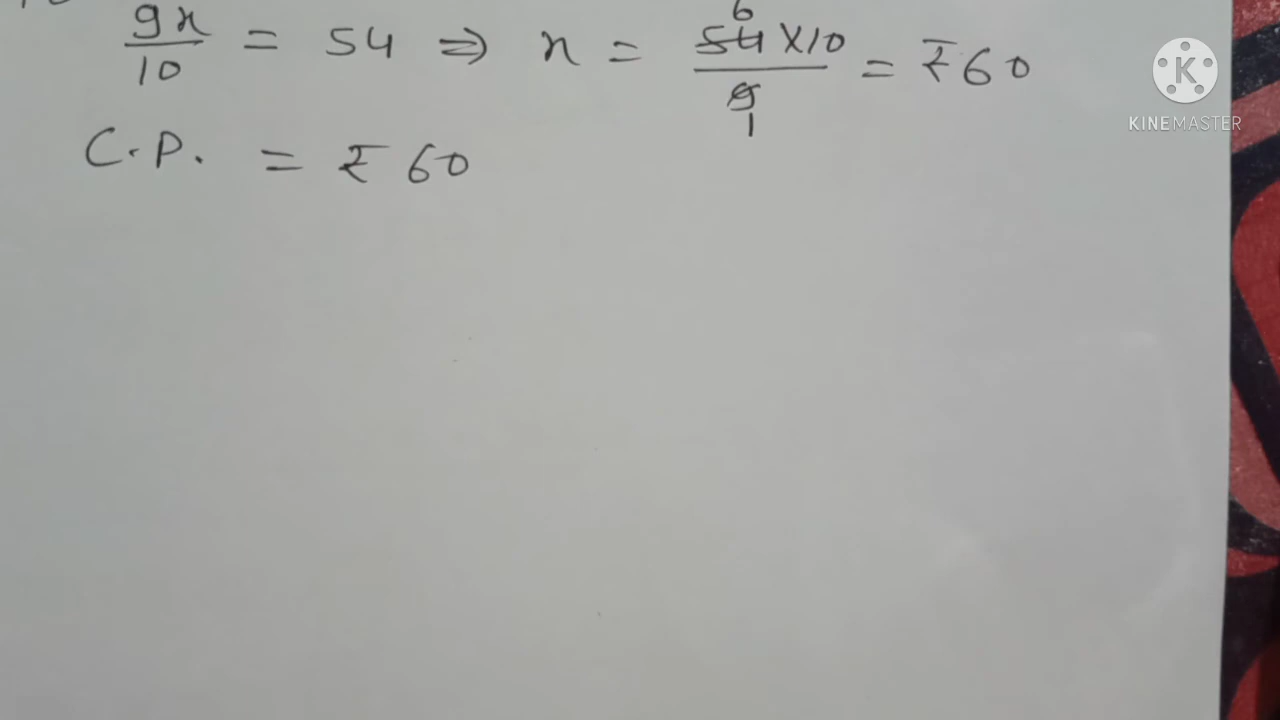 9x/10 = 54 ⇒ x = 54×10/9 = ₹60
6
1
C.P. = ₹ 60
K
KINEMASTER